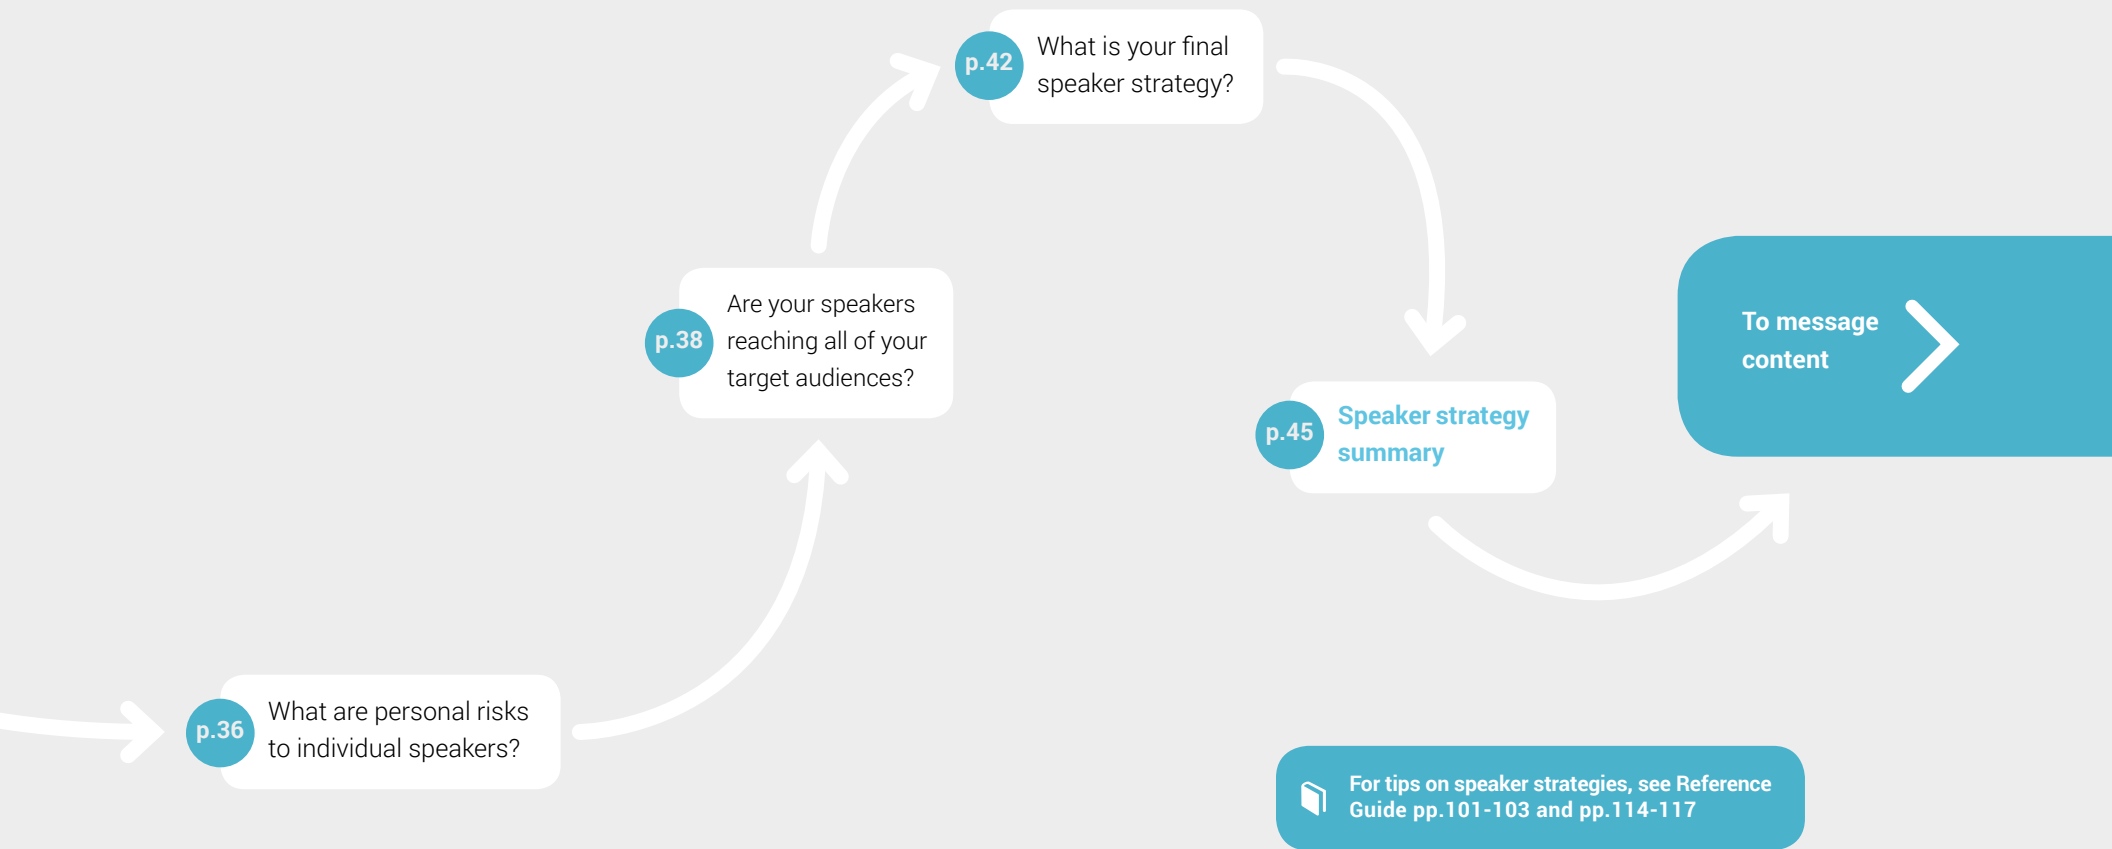 p.42
What is your final
speaker strategy?
p.38
Are your speakers
reaching all of your
target audiences?
To message
content
p.45
Speaker strategy
summary
p.36
What are personal risks
to individual speakers?
For tips on speaker strategies, see Reference
Guide pp.101-103 and pp.114-117